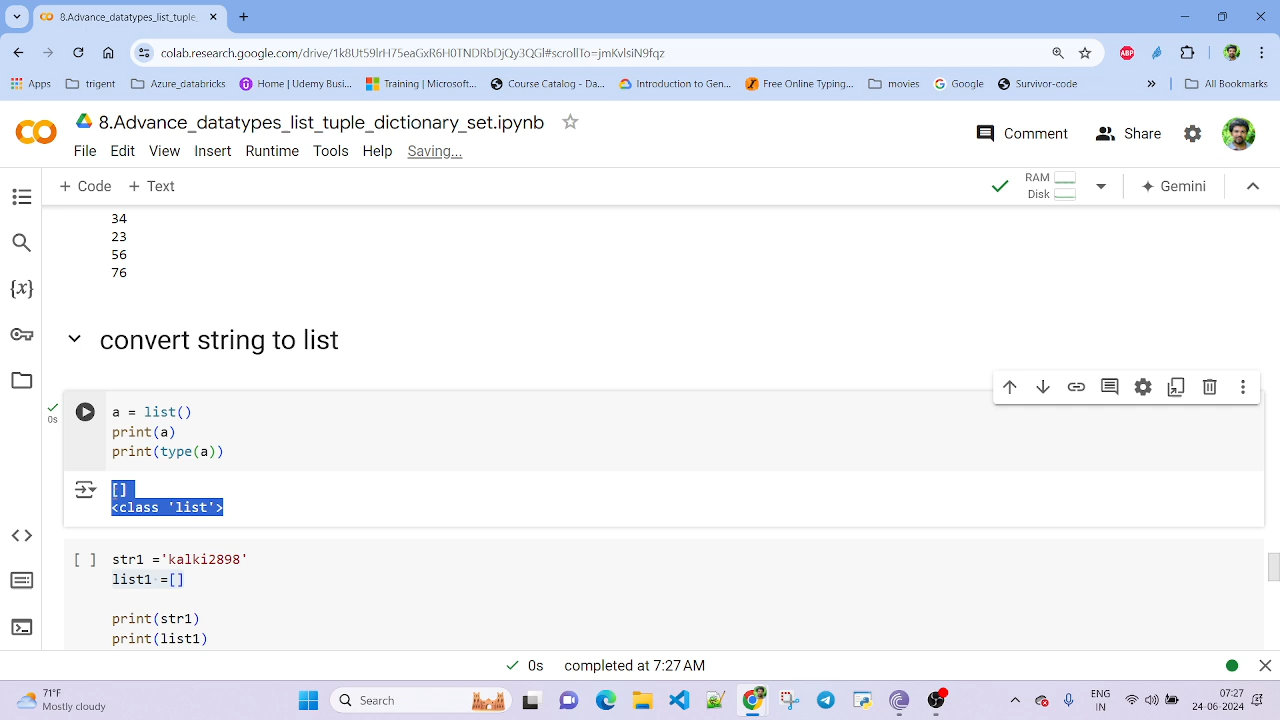 8.Advance_datatypes_list_tuple_
colab.research.google.com/drive/1k8Ut59lrH75eaGxR6H0TNDRbDjQy3QGl#scrollTo=jmKvlsiN9fqz
ABP
Apps
trigent
Azure databricks
Home | Udemy Busi...
Training | Microsoft...
Course Catalog - Da...
Introduction to Gen...
Free Online Typing...
movies
Google
Survivor-code
All Bookmarks
8.Advance_datatypes_list_tuple_dictionary_set.ipynb
Comment
Share
File Edit View Insert Runtime Tools Help Saving...
+ Code + Text
RAM
Disk
Gemini
34
23
56
76
convert string to list
0s
a = list()
print(a)
print(type(a))
[]
<class 'list'>
[ ]
str1 ='kalki2898'
list1 =[]
print(str1)
print(list1)
0s completed at 7:27 AM
71°F
Mostly cloudy
Search
ENG
IN
07:27
24-06-2024